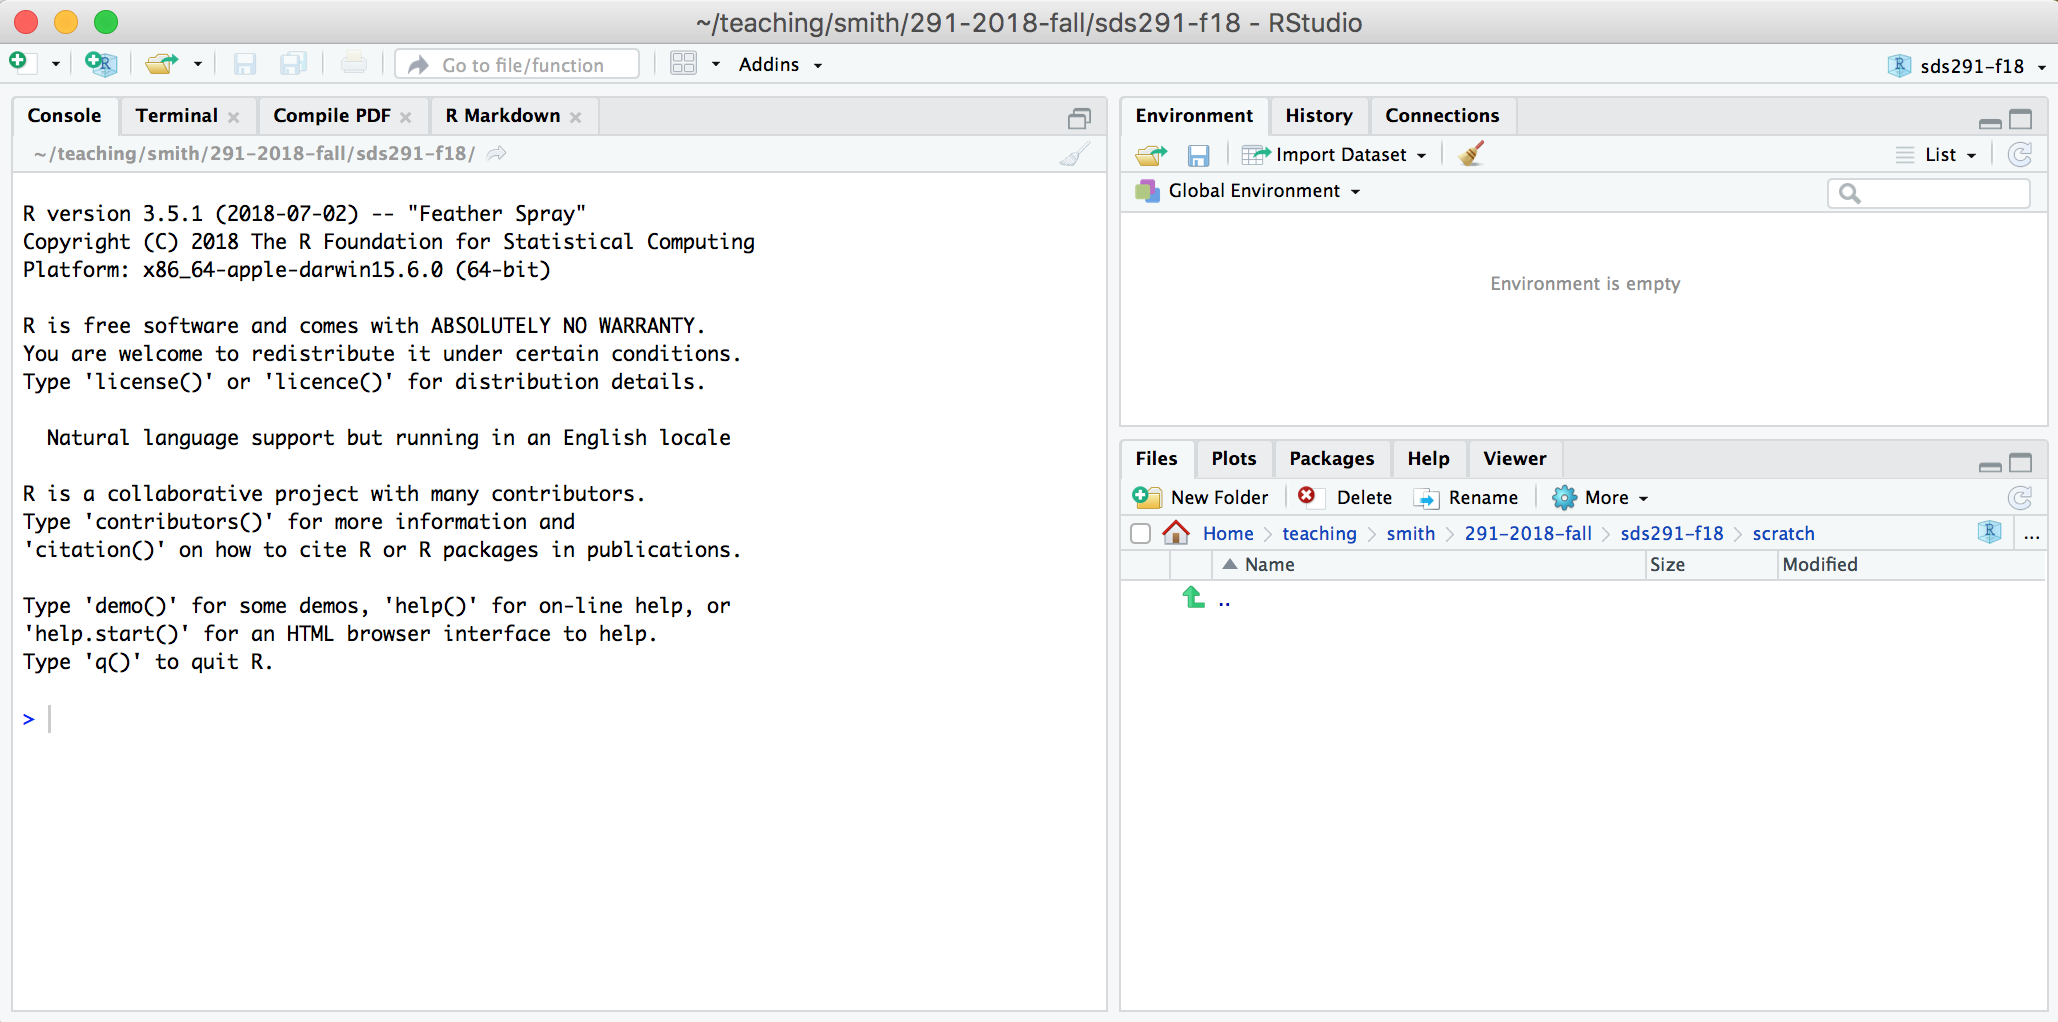 ~/teaching/smith/291-2018-fall/sds291-f18 - RStudio
Go to file/function
Addins
sds291-f18
Console Terminal Compile PDF R Markdown
~/teaching/smith/291-2018-fall/sds291-f18/
R version 3.5.1 (2018-07-02) -- "Feather Spray"
Copyright (C) 2018 The R Foundation for Statistical Computing
Platform: x86_64-apple-darwin15.6.0 (64-bit)
R is free software and comes with ABSOLUTELY NO WARRANTY.
You are welcome to redistribute it under certain conditions.
Type 'license()' or 'licence()' for distribution details.
Natural language support but running in an English locale
R is a collaborative project with many contributors.
Type 'contributors()' for more information and
'citation()' on how to cite R or R packages in publications.
Type 'demo()' for some demos, 'help()' for on-line help, or
'help.start()' for an HTML browser interface to help.
Type 'q()' to quit R.
>
Environment History Connections
Import Dataset List
Global Environment
Environment is empty
Files Plots Packages Help Viewer
New Folder Delete Rename More
Home teaching smith 291-2018-fall sds291-f18 scratch ...
Name Size Modified
..